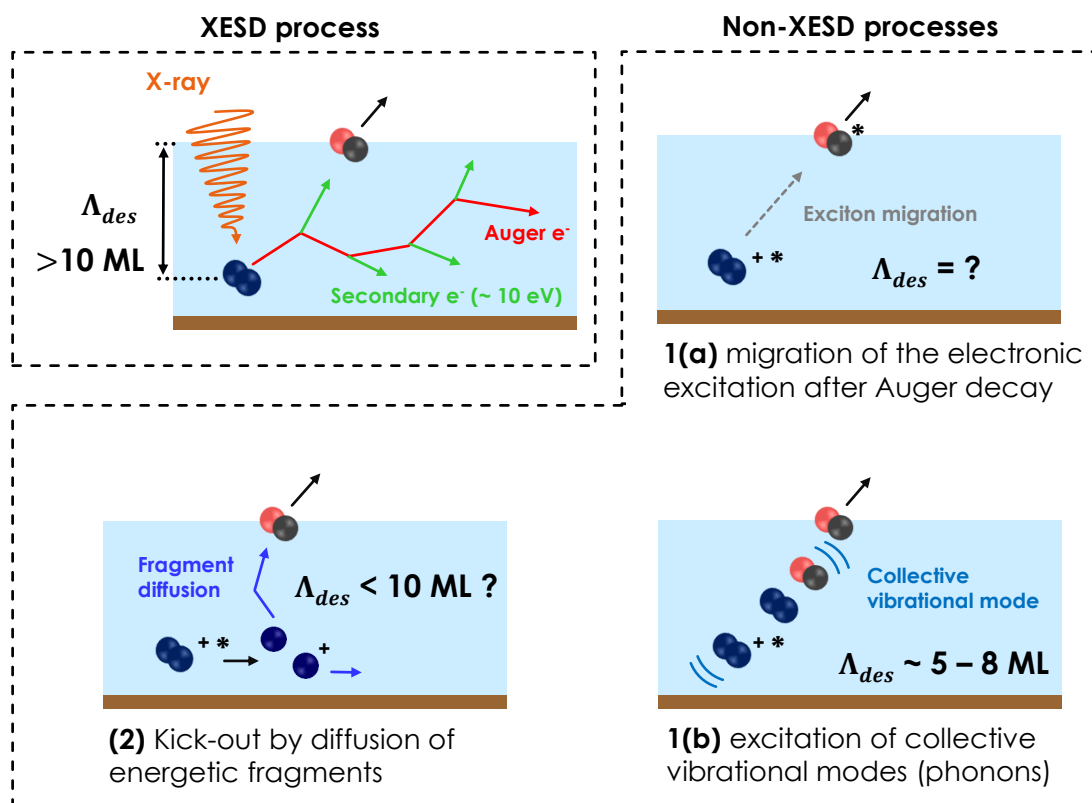 XESD process
Non-XESD processes
X-ray
Λdes
>10 ML
Auger e-
Secondary e- (~ 10 eV)
*
Exciton migration
+ *
Λdes = ?
1(a) migration of the electronic
excitation after Auger decay
Fragment
diffusion
Λdes < 10 ML ?
+ *
+
(2) Kick-out by diffusion of
energetic fragments
Collective
vibrational mode
+ *
Λdes ~ 5 – 8 ML
1(b) excitation of collective
vibrational modes (phonons)